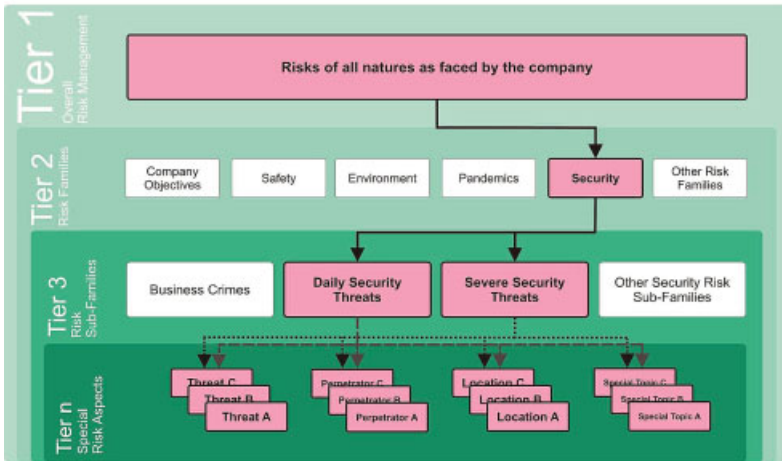 Tier 1
Overall
Risk Management
Risks of all natures as faced by the company
Tier 2
Risk Families
Company
Objectives
Safety
Environment
Pandemics
Security
Other Risk
Families
Tier 3
Risk
Sub-Families
Business Crimes
Daily Security
Threats
Severe Security
Threats
Other Security Risk
Sub-Families
Tier n
Special
Risk Aspects
Threat C
Threat B
Threat A
Perpetrator C
Perpetrator B
Perpetrator A
Location C
Location B
Location A
Special Topic C
Special Topic B
Special Topic A